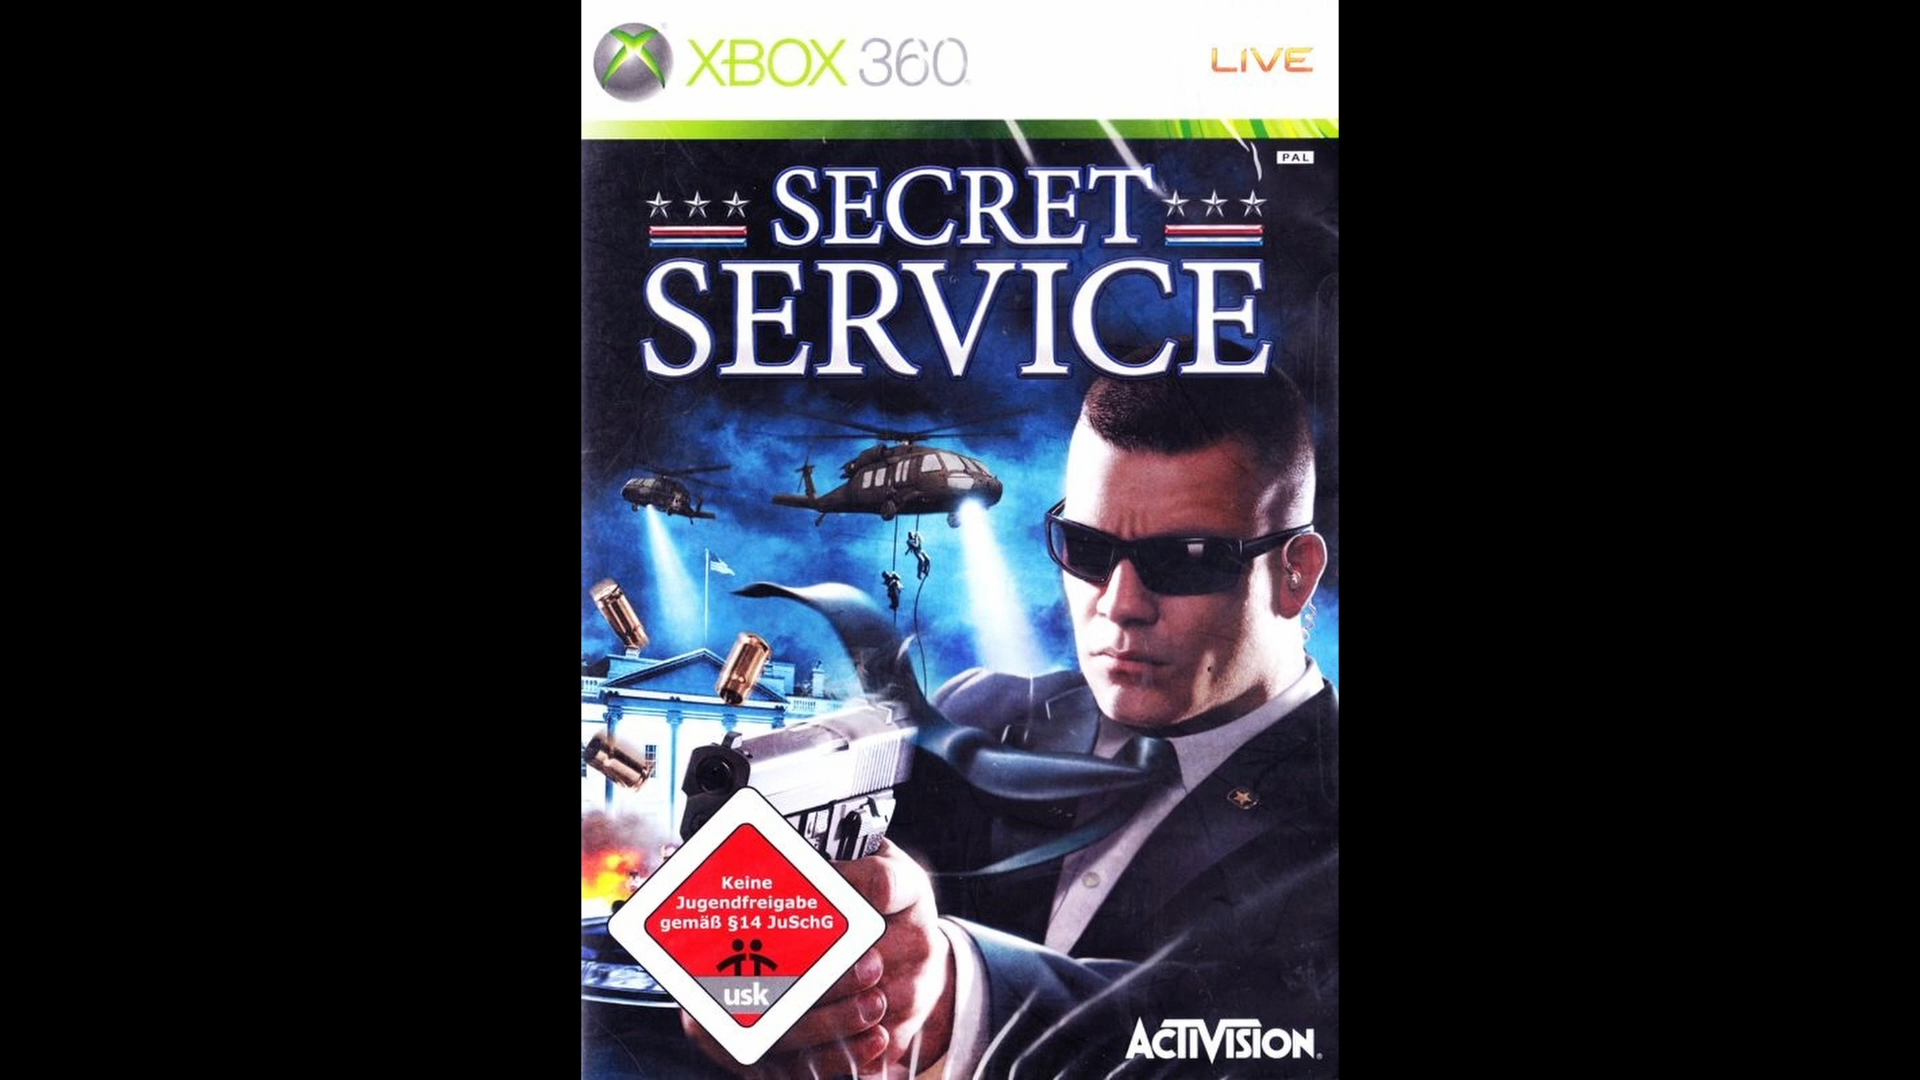 XBOX 360
LIVE
PAL
SECRET
SERVICE
Keine
Jugendfreigabe
gemäß §14 JuSchG
usk
ACTIVISION